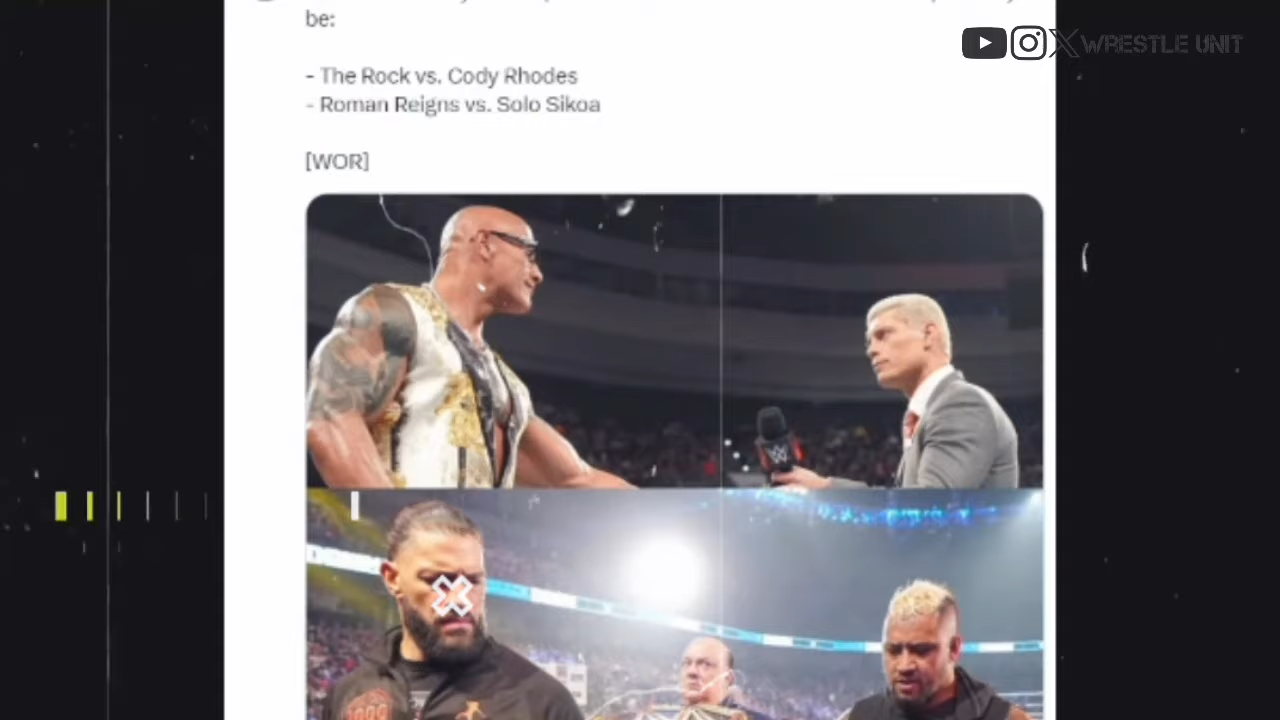 be:
WRESTLE UNIT
- The Rock vs. Cody Rhodes
- Roman Reigns vs. Solo Sikoa
[WOR]